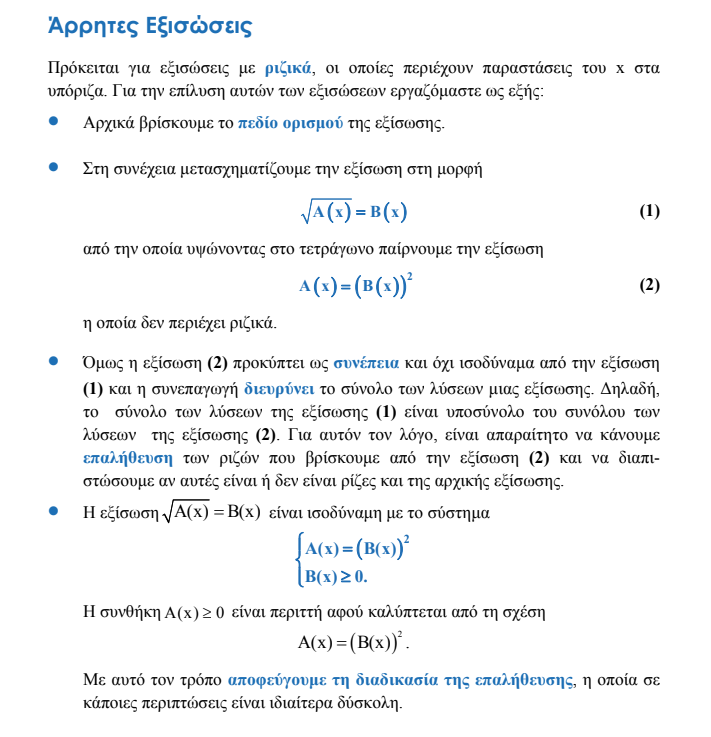 Άρρητες Εξισώσεις
Πρόκειται για εξισώσεις με ριζικά, οι οποίες περιέχουν παραστάσεις του x στα
υπόριζα. Για την επίλυση αυτών των εξισώσεων εργαζόμαστε ως εξής:
● Αρχικά βρίσκουμε το πεδίο ορισμού της εξίσωσης.
● Στη συνέχεια μετασχηματίζουμε την εξίσωση στη μορφή
√A(x) = B(x) (1)
από την οποία υψώνοντας στο τετράγωνο παίρνουμε την εξίσωση
A(x) = (B(x))² (2)
η οποία δεν περιέχει ριζικά.
● Όμως η εξίσωση (2) προκύπτει ως συνέπεια και όχι ισοδύναμα από την εξίσωση
(1) και η συνεπαγωγή διευρύνει το σύνολο των λύσεων μιας εξίσωσης. Δηλαδή,
το σύνολο των λύσεων της εξίσωσης (1) είναι υποσύνολο του συνόλου των
λύσεων της εξίσωσης (2). Για αυτόν τον λόγο, είναι απαραίτητο να κάνουμε
επαλήθευση των ριζών που βρίσκουμε από την εξίσωση (2) και να διαπι-
στώσουμε αν αυτές είναι ή δεν είναι ρίζες και της αρχικής εξίσωσης.
● Η εξίσωση √A(x) = B(x) είναι ισοδύναμη με το σύστημα
A(x) = (B(x))²
B(x) ≥ 0.
Η συνθήκη A(x) ≥ 0 είναι περιττή αφού καλύπτεται από τη σχέση
A(x) = (B(x))².
Με αυτό τον τρόπο αποφεύγουμε τη διαδικασία της επαλήθευσης, η οποία σε
κάποιες περιπτώσεις είναι ιδιαίτερα δύσκολη.